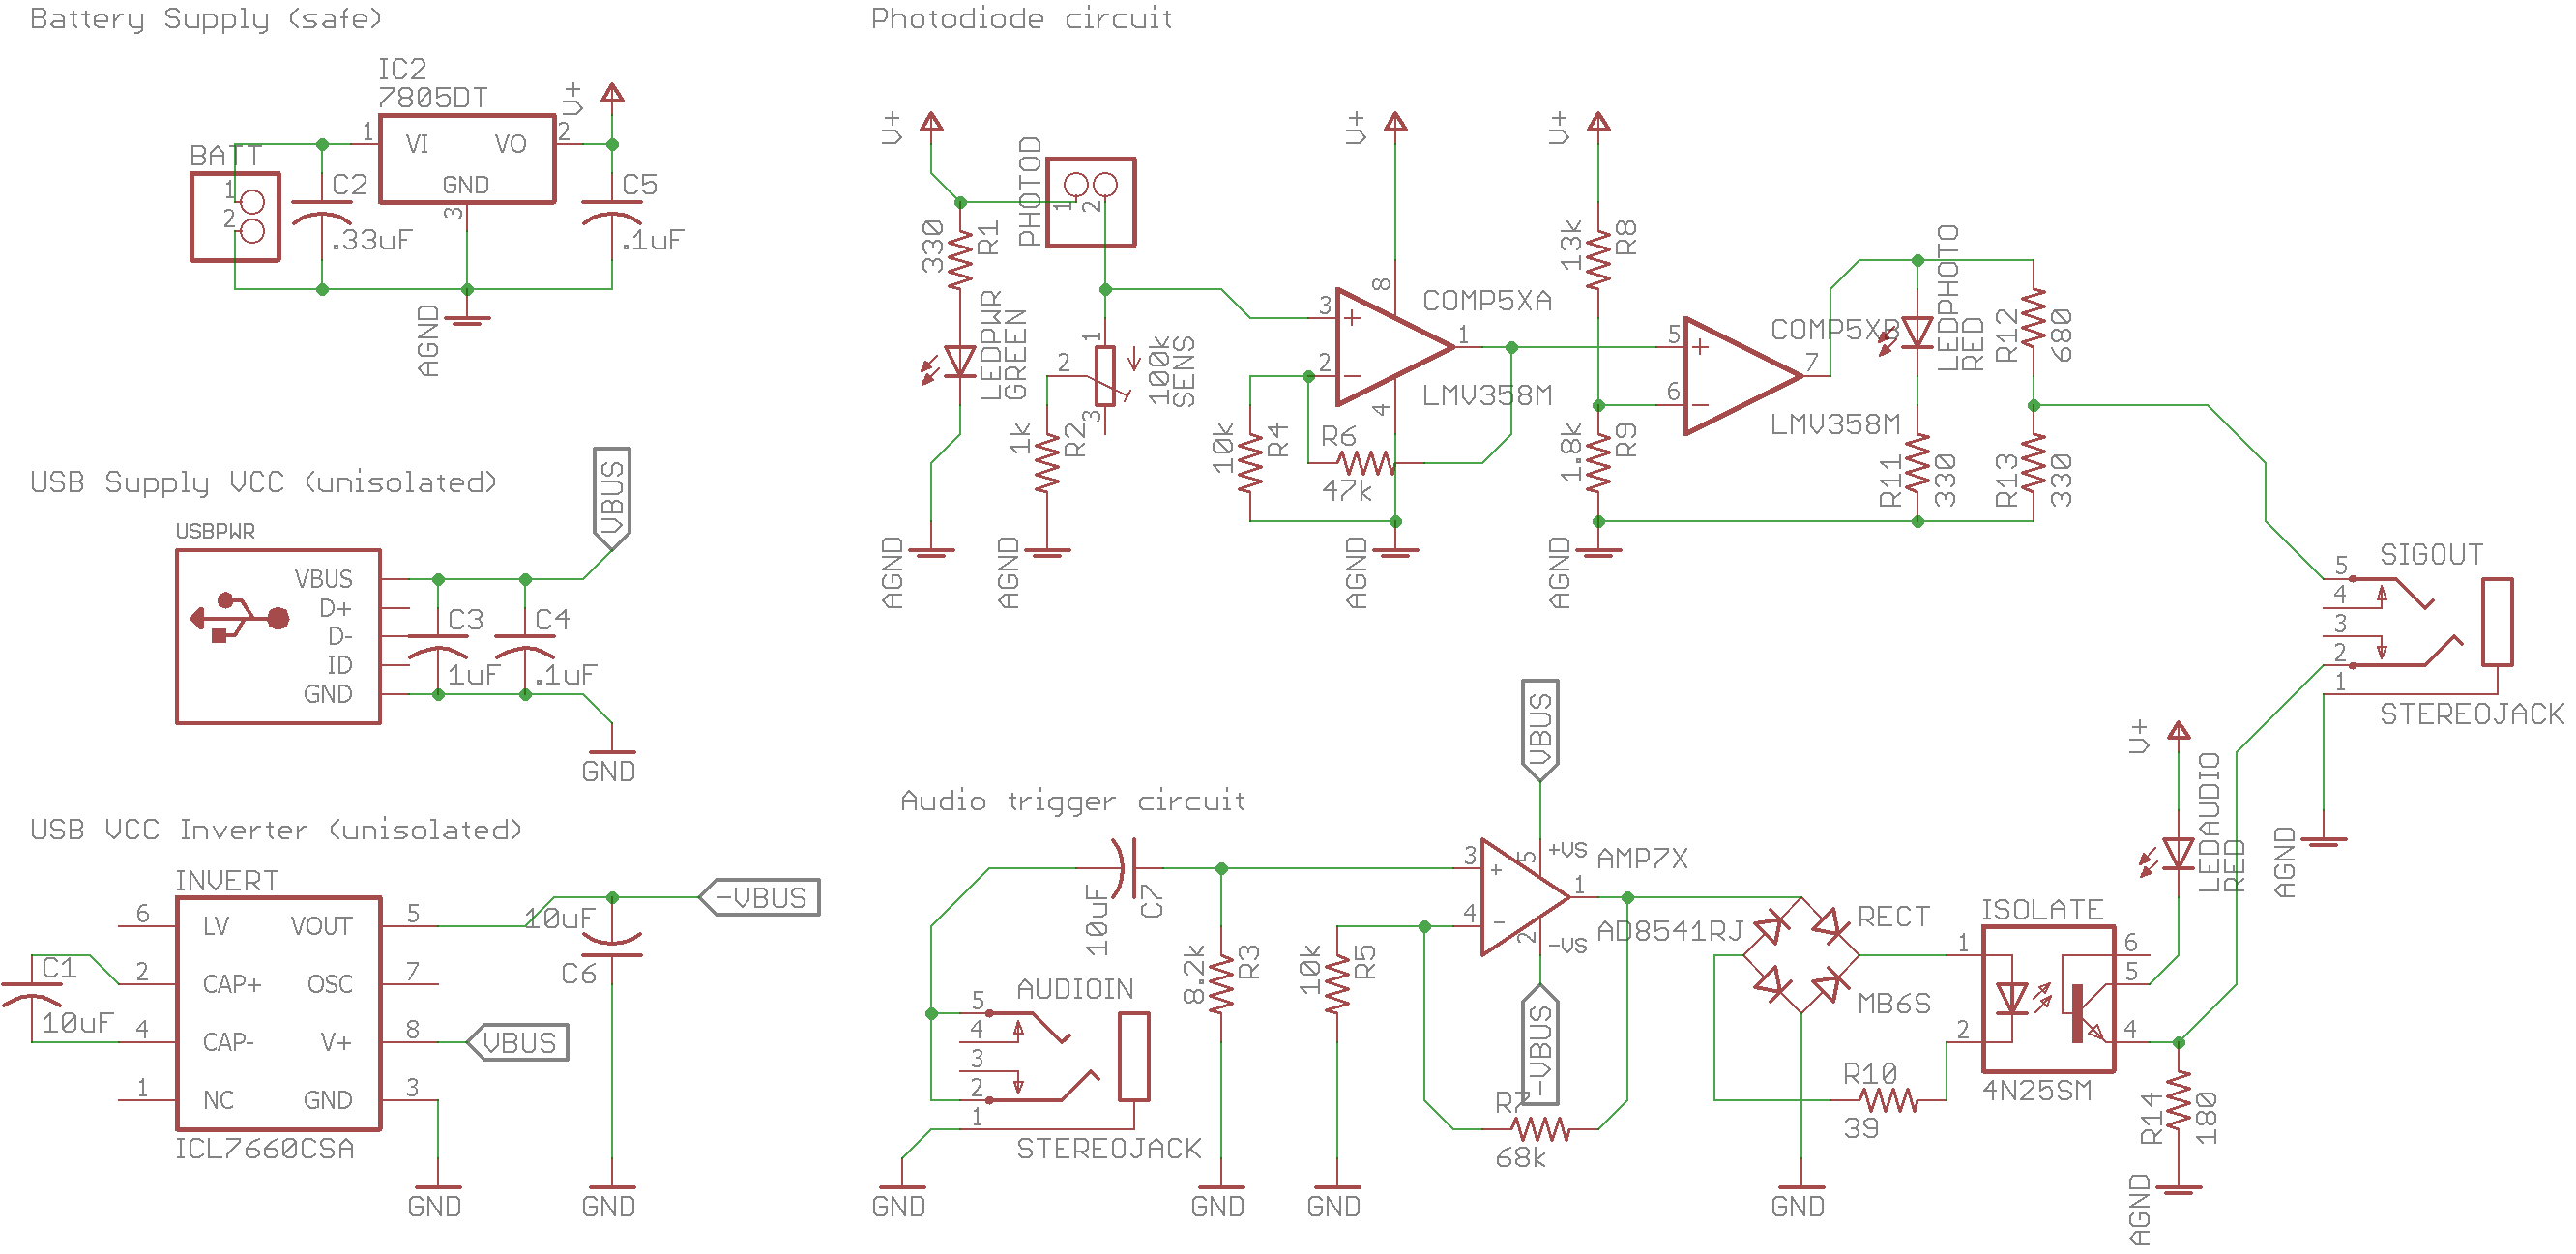 Battery Supply (safe)
IC2
7805DT
V+
1
VI
VO
2
GND
3
BATT
1
2
C2
.33uF
C5
.1uF
AGND
USB Supply VCC (unisolated)
VBUS
USBPWR
VBUS
D+
D-
ID
GND
C3
1uF
C4
.1uF
GND
USB VCC Inverter (unisolated)
INVERT
6
LV
VOUT
5
2
CAP+
OSC
7
4
CAP-
V+
8
1
NC
GND
3
ICL7660CSA
C1
10uF
10uF
C6
-VBUS
VBUS
GND
GND
Photodiode circuit
V+
330
R1
LEDPWR
GREEN
AGND
PHOTOD
1
2
1
2
3
100k
SENS
1k
R2
AGND
V+
3
2
8
4
1
COMP5XA
LMV358M
10k
R4
R6
47k
AGND
V+
13k
R8
1.8k
R9
AGND
5
6
7
COMP5XB
LMV358M
LEDPHOTO
RED
R11
330
R12
680
R13
330
SIGOUT
5
4
3
2
1
STEREOJACK
AGND
Audio trigger circuit
10uF
C7
AUDIOIN
5
4
3
2
1
STEREOJACK
GND
8.2k
R3
GND
10k
R5
GND
VBUS
3
4
5
+VS
2
-VS
1
AMP7X
AD8541RJ
-VBUS
R7
68k
RECT
MB6S
GND
R10
39
ISOLATE
1
2
6
5
4
4N25SM
V+
LEDAUDIO
RED
R14
180
AGND